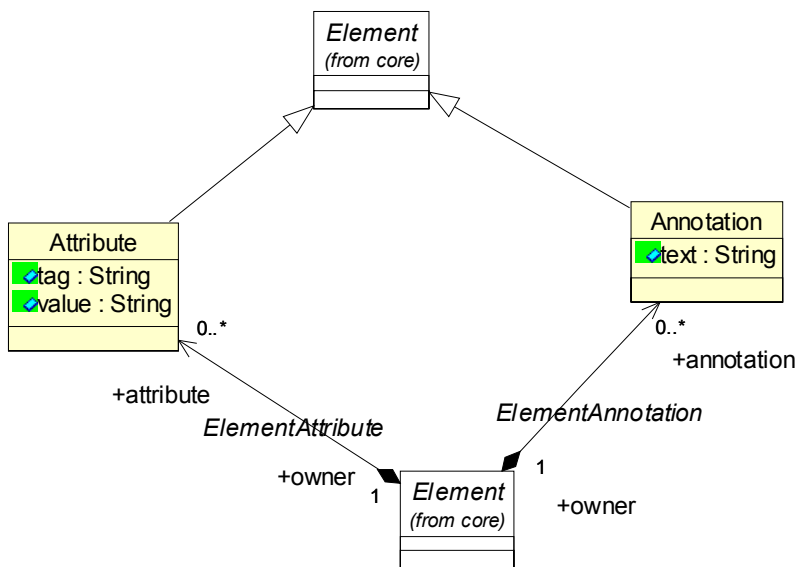 Element
(from core)
Attribute
tag : String
value : String
Annotation
text : String
0..*
+attribute
ElementAttribute
+owner
1
0..*
+annotation
ElementAnnotation
1
+owner
Element
(from core)